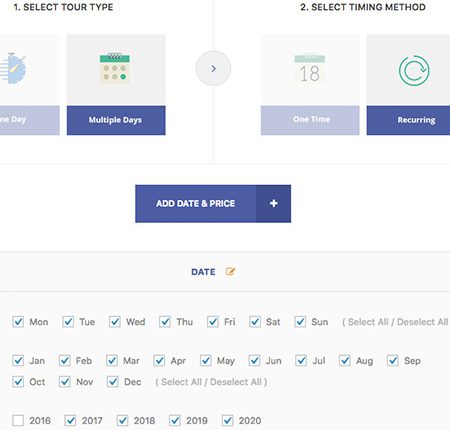 1. SELECT TOUR TYPE
2. SELECT TIMING METHOD
18
ne Day
Multiple Days
One Time
Recurring
ADD DATE & PRICE +
DATE
Mon Tue Wed Thu Fri Sat Sun ( Select All / Deselect All
Jan Feb Mar Apr May Jun Jul Aug Sep
Oct Nov Dec ( Select All / Deselect All )
2016 2017 2018 2019 2020